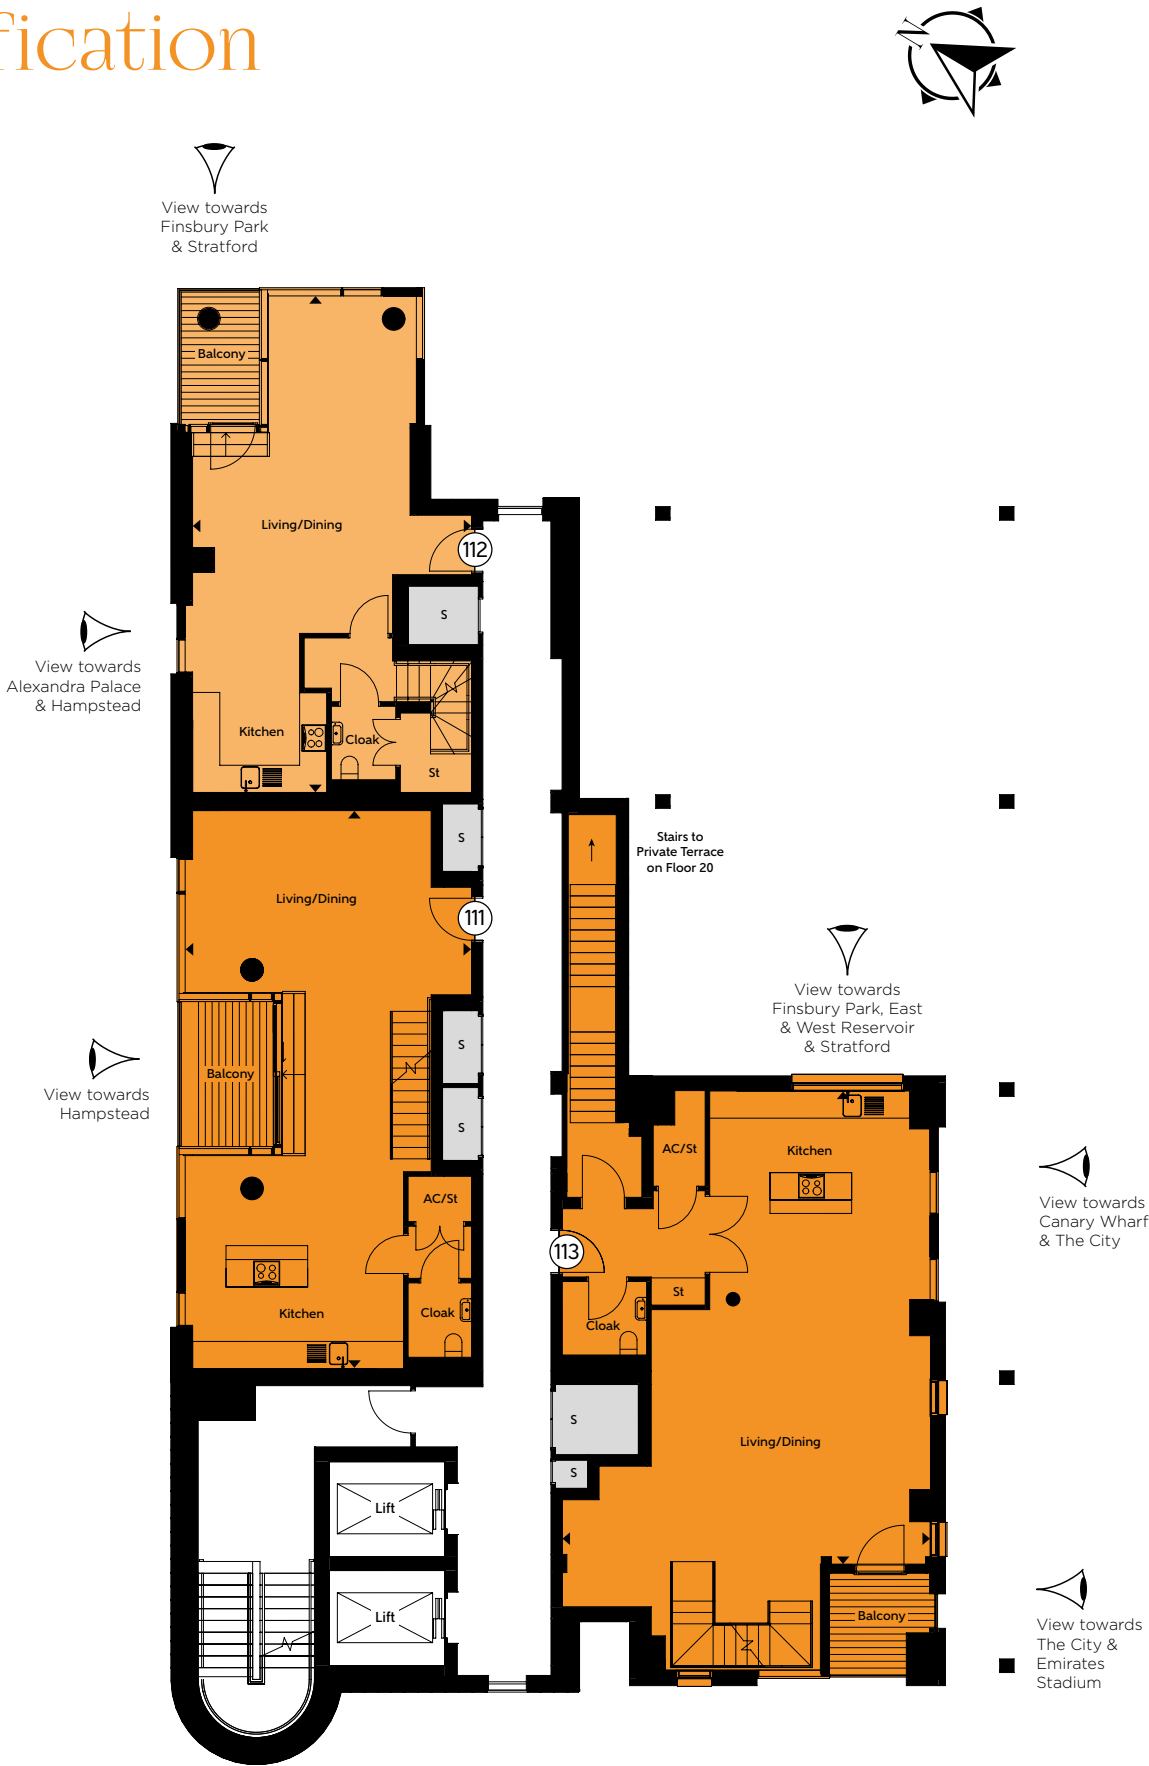 fication
N
View towards
Finsbury Park
& Stratford
Balcony
Living/Dining
112
S
View towards
Alexandra Palace
& Hampstead
Kitchen
Cloak
St
N
S
Stairs to
Private Terrace
on Floor 20
Living/Dining
111
View towards
Finsbury Park, East
& West Reservoir
& Stratford
S
Balcony
N
View towards
Hampstead
S
AC/St
Kitchen
AC/St
View towards
Canary Wharf
& The City
113
St
Kitchen
Cloak
Cloak
S
Living/Dining
S
Lift
Lift
Balcony
N
N
View towards
The City &
Emirates
Stadium